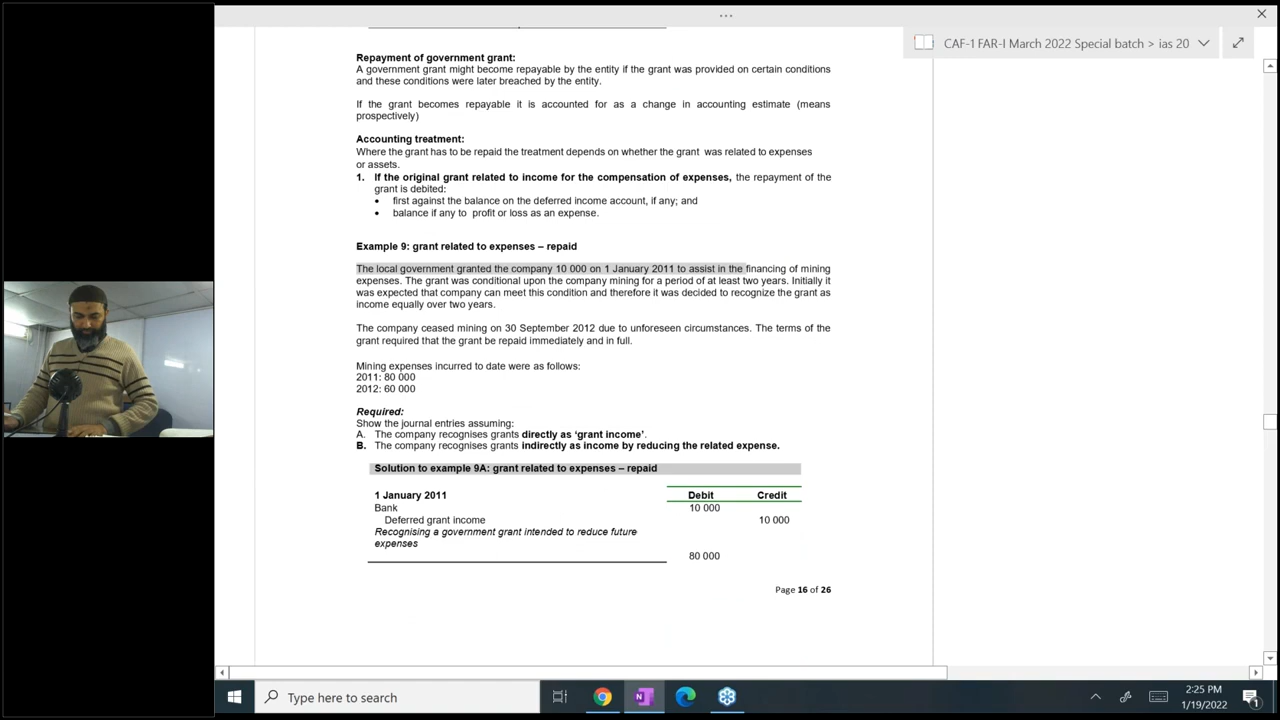 CAF-1 FAR-I March 2022 Special batch > ias 20
Repayment of government grant:
A government grant might become repayable by the entity if the grant was provided on certain conditions
and these conditions were later breached by the entity.
If the grant becomes repayable it is accounted for as a change in accounting estimate (means
prospectively)
Accounting treatment:
Where the grant has to be repaid the treatment depends on whether the grant was related to expenses
or assets.
1. If the original grant related to income for the compensation of expenses, the repayment of the
grant is debited:
• first against the balance on the deferred income account, if any; and
• balance if any to profit or loss as an expense.
Example 9: grant related to expenses – repaid
The local government granted the company 10 000 on 1 January 2011 to assist in the financing of mining
expenses. The grant was conditional upon the company mining for a period of at least two years. Initially it
was expected that company can meet this condition and therefore it was decided to recognize the grant as
income equally over two years.
The company ceased mining on 30 September 2012 due to unforeseen circumstances. The terms of the
grant required that the grant be repaid immediately and in full.
Mining expenses incurred to date were as follows:
2011: 80 000
2012: 60 000
Required:
Show the journal entries assuming:
A. The company recognises grants directly as ‘grant income’.
B. The company recognises grants indirectly as income by reducing the related expense.
Solution to example 9A: grant related to expenses – repaid
1 January 2011 Debit Credit
Bank 10 000
Deferred grant income 10 000
Recognising a government grant intended to reduce future
expenses
80 000
Page 16 of 26
Type here to search
2:25 PM
1/19/2022